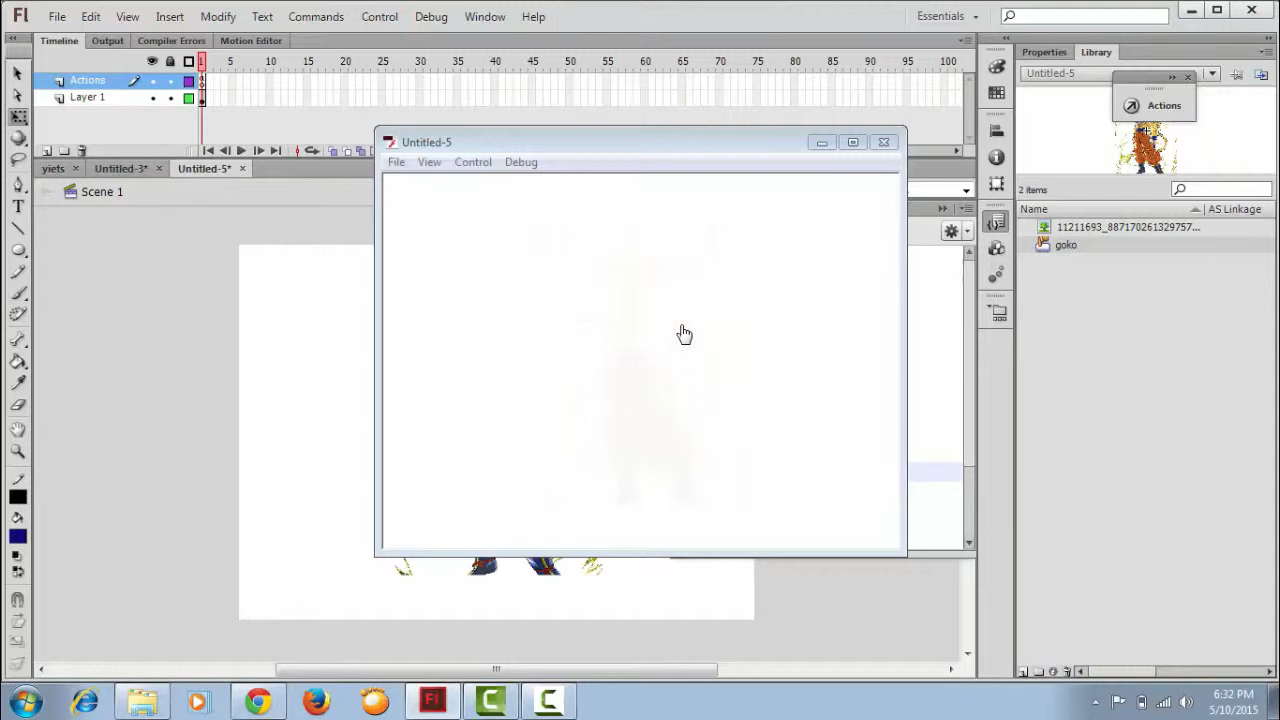 Fl File Edit View Insert Modify Text Commands Control Debug Window Help Essentials
Timeline Output Compiler Errors Motion Editor
Properties Library
1 5 10 15 20 25 30 35 40 45 50 55 60 65 70 75 80 85 90 95 100
Untitled-5
Actions
Layer 1
Actions
Untitled-5
File View Control Debug
yiets × Untitled-3* × Untitled-5* ×
Scene 1
2 items
Name AS Linkage
11211693_887170261329757...
goko
Fl
6:32 PM
5/10/2015